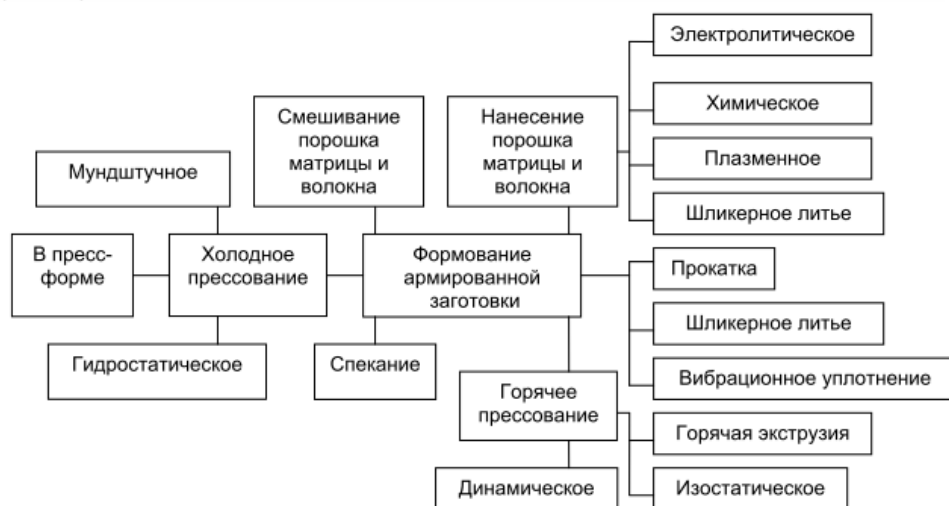 Электролитическое
Смешивание
порошка
матрицы и
волокна
Нанесение
порошка
матрицы и
волокна
Химическое
Мундштучное
Плазменное
Шликерное литье
В пресс-
форме
Холодное
прессование
Формование
армированной
заготовки
Прокатка
Шликерное литье
Гидростатическое
Спекание
Вибрационное уплотнение
Горячее
прессование
Горячая экструзия
Динамическое
Изостатическое